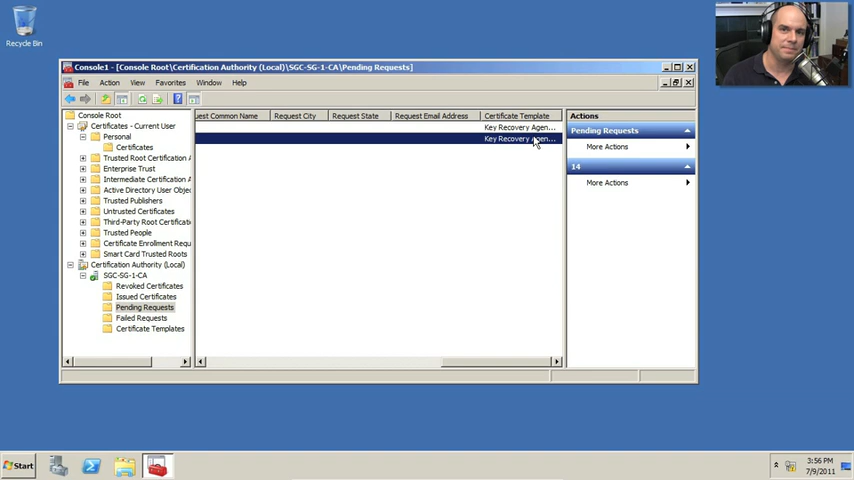 Recycle Bin
Console1 - [Console Root\Certification Authority (Local)\SGC-SG-1-CA\Pending Requests]
File Action View Favorites Window Help
Console Root
Certificates - Current User
Personal
Certificates
Trusted Root Certification A
Enterprise Trust
Intermediate Certification A
Active Directory User Objec
Trusted Publishers
Untrusted Certificates
Third-Party Root Certificati
Trusted People
Certificate Enrollment Requ
Smart Card Trusted Roots
Certification Authority (Local)
SGC-SG-1-CA
Revoked Certificates
Issued Certificates
Pending Requests
Failed Requests
Certificate Templates
uest Common Name Request City Request State Request Email Address Certificate Template
Key Recovery Agen...
Key Recovery Agen...
Actions
Pending Requests
More Actions
14
More Actions
Start
3:56 PM
7/9/2011